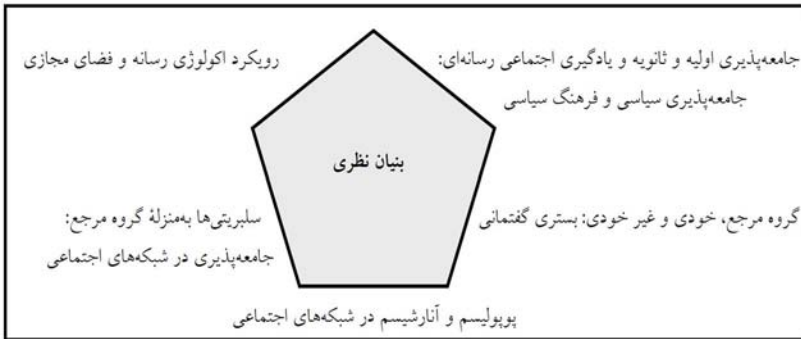 جامعه‌پذیری اولیه و ثانویه و یادگیری اجتماعی رسانه‌ای:
جامعه‌پذیری سیاسی و فرهنگ سیاسی
رویکرد اکولوژی رسانه و فضای مجازی
بنیان نظری
گروه مرجع، خودی و غیر خودی: بستری گفتمانی
سلبریتی‌ها به‌منزلهٔ گروه مرجع:
جامعه‌پذیری در شبکه‌های اجتماعی
پوپولیسم و آنارشیسم در شبکه‌های اجتماعی